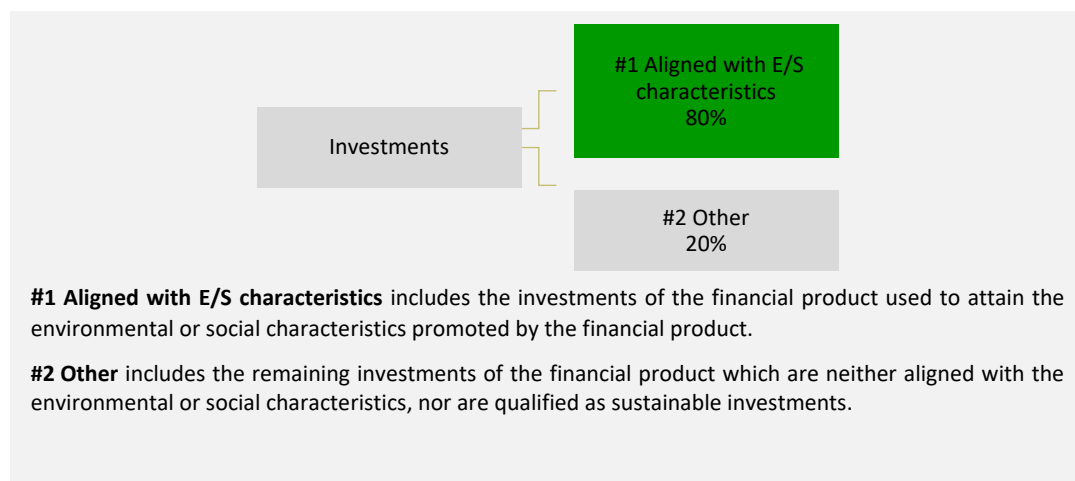 #1 Aligned with E/S
characteristics
80%
Investments
#2 Other
20%
#1 Aligned with E/S characteristics includes the investments of the financial product used to attain the
environmental or social characteristics promoted by the financial product.
#2 Other includes the remaining investments of the financial product which are neither aligned with the
environmental or social characteristics, nor are qualified as sustainable investments.